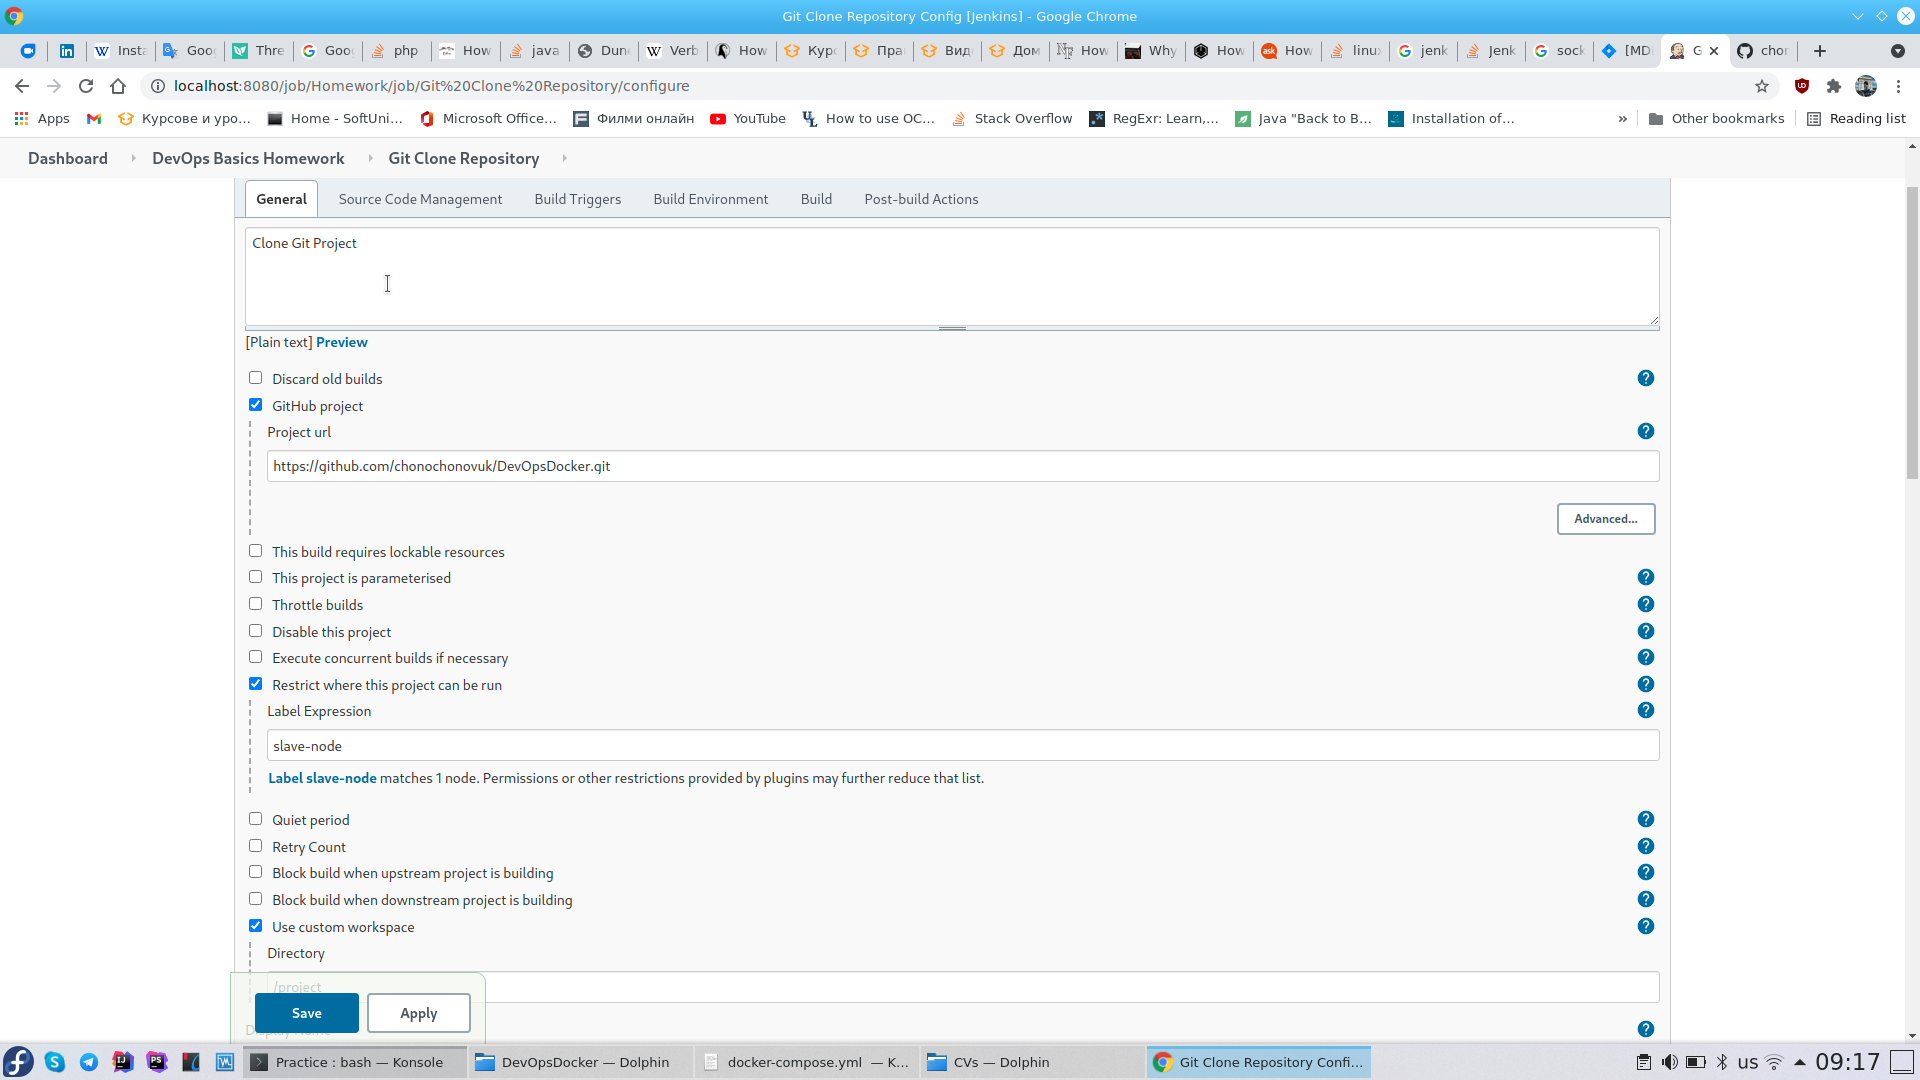 Git Clone Repository Config [Jenkins] - Google Chrome
Insta
Goo
Thre
Goo
php
How
java
Dun
Verb
How
Курс
Пра
Вид
Дом
How
Why
How
How
linu
jenk
Jenk
sock
[MD
G
chor
localhost:8080/job/Homework/job/Git%20Clone%20Repository/configure
Apps
Курсове и уро...
Home - SoftUni...
Microsoft Office...
Филми онлайн
YouTube
How to use OC...
Stack Overflow
RegExr: Learn,...
Java "Back to B...
Installation of...
»
Other bookmarks
Reading list
Dashboard
DevOps Basics Homework
Git Clone Repository
General
Source Code Management
Build Triggers
Build Environment
Build
Post-build Actions
Clone Git Project
[Plain text] Preview
Discard old builds
GitHub project
Project url
https://github.com/chonochonovuk/DevOpsDocker.git
Advanced...
This build requires lockable resources
This project is parameterised
Throttle builds
Disable this project
Execute concurrent builds if necessary
Restrict where this project can be run
Label Expression
slave-node
Label slave-node matches 1 node. Permissions or other restrictions provided by plugins may further reduce that list.
Quiet period
Retry Count
Block build when upstream project is building
Block build when downstream project is building
Use custom workspace
Directory
/project
Save
Apply
Display Name
Practice : bash — Konsole
DevOpsDocker — Dolphin
docker-compose.yml — K...
CVs — Dolphin
Git Clone Repository Confi...
us
09:17